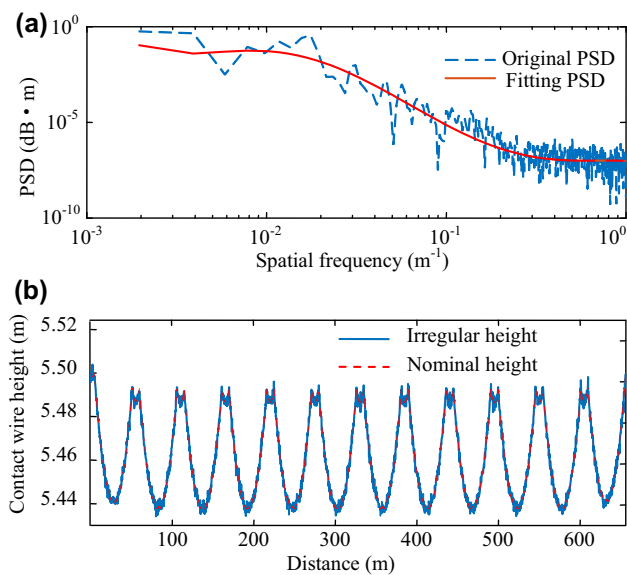 (a)
10^0
10^-5
10^-10
PSD (dB • m)
Original PSD
Fitting PSD
10^-3
10^-2
10^-1
10^0
Spatial frequency (m^-1)
(b)
5.52
5.50
5.48
5.46
5.44
Contact wire height (m)
Irregular height
Nominal height
100
200
300
400
500
600
Distance (m)